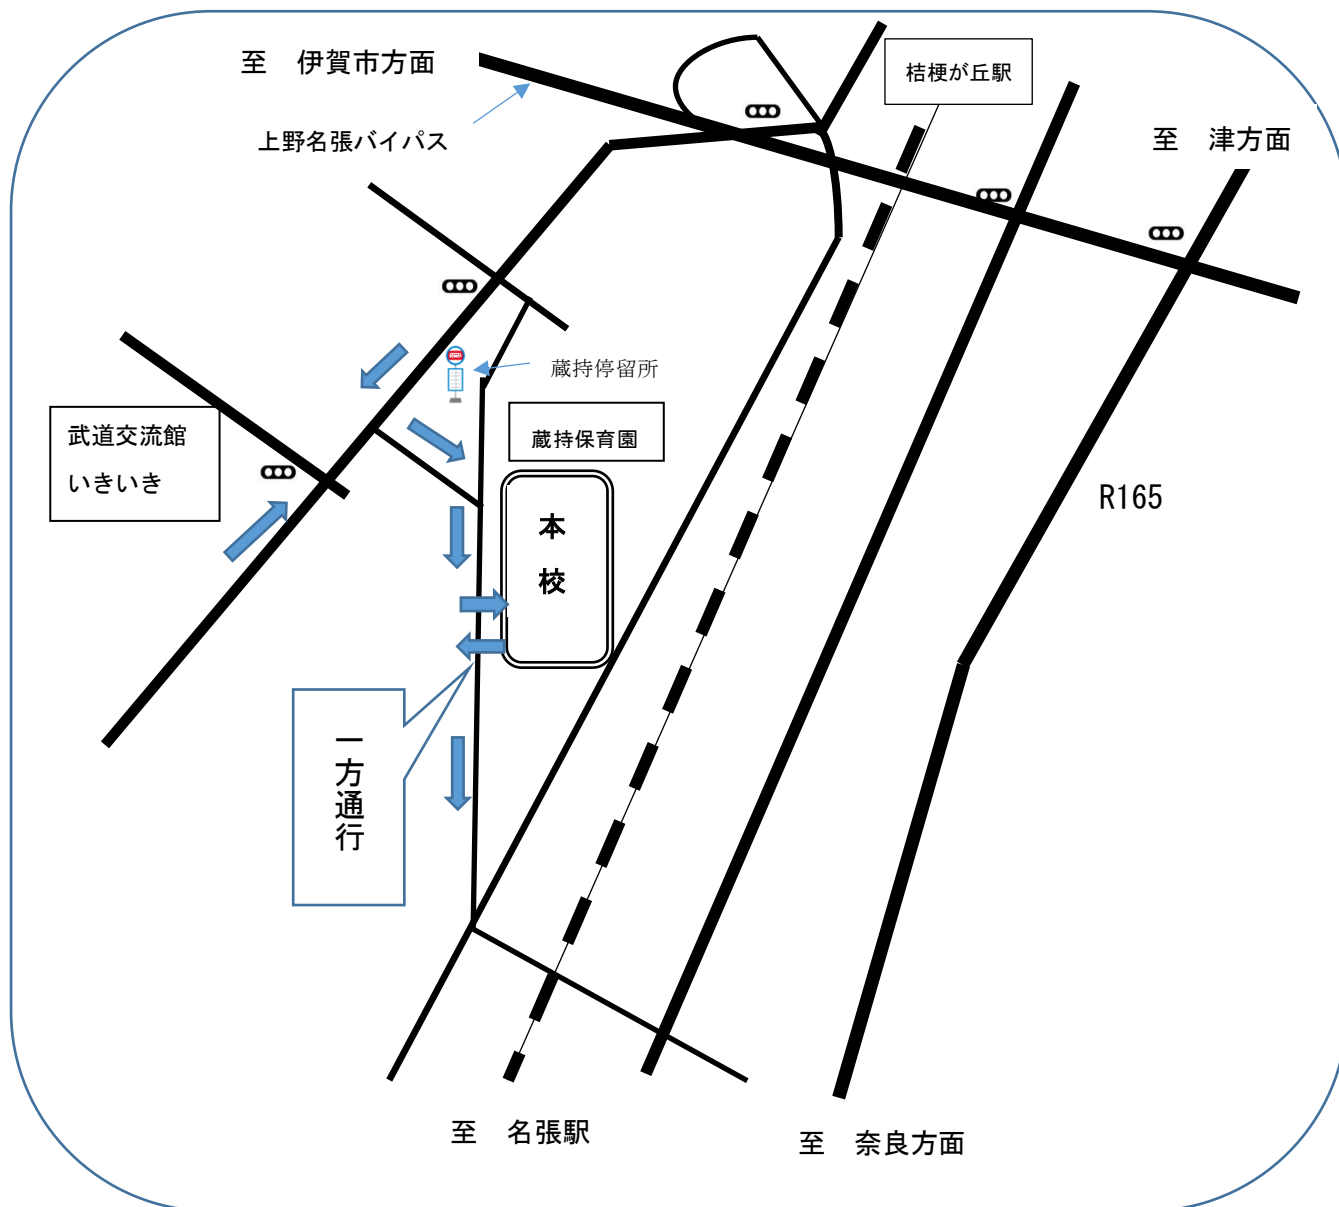 至　伊賀市方面
桔梗が丘駅
上野名張バイパス
至　津方面
蔵持停留所
武道交流館
いきいき
蔵持保育園
R165
本
校
一方通行
至　名張駅
至　奈良方面